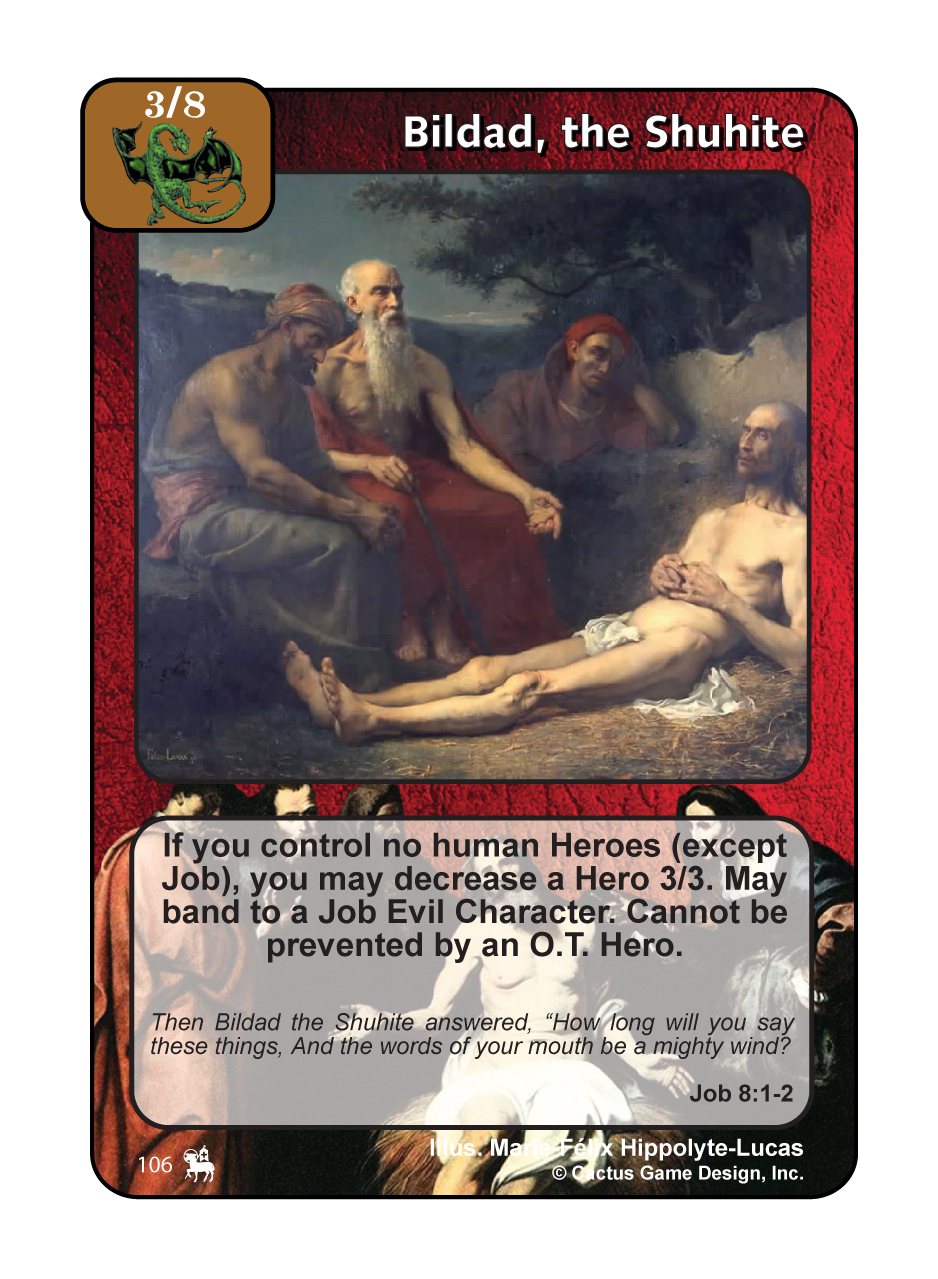 3/8
Bildad, the Shuhite
If you control no human Heroes (except
Job), you may decrease a Hero 3/3. May
band to a Job Evil Character. Cannot be
prevented by an O.T. Hero.
Then Bildad the Shuhite answered, “How long will you say
these things, And the words of your mouth be a mighty wind?
Job 8:1-2
Illus. Marie-Félix Hippolyte-Lucas
106
© Cactus Game Design, Inc.